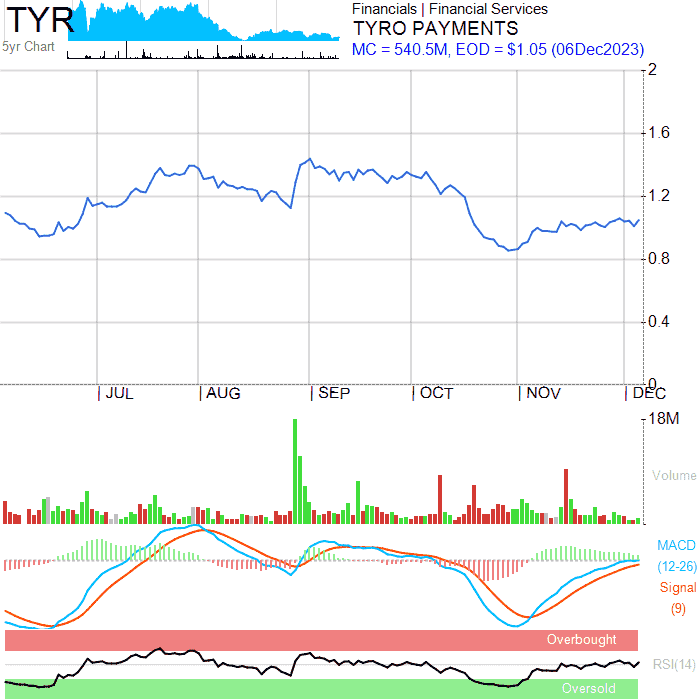 TYR
5yr Chart
Financials | Financial Services
TYRO PAYMENTS
MC = 540.5M, EOD = $1.05 (06Dec2023)
2
1.6
1.2
0.8
0.4
0
| JUL | AUG | SEP | OCT | NOV | DEC
18M
Volume
MACD
(12-26)
Signal
(9)
Overbought
RSI(14)
Oversold